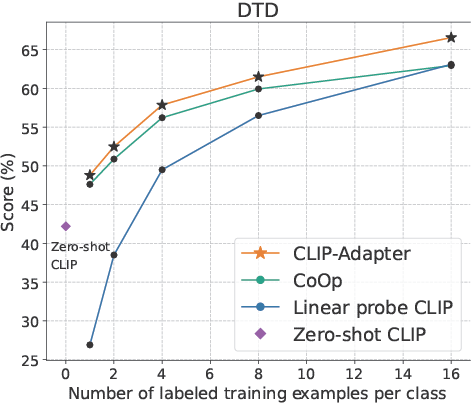 DTD
Score (%)
65
60
55
50
45
40
35
30
25
Zero-shot
CLIP
CLIP-Adapter
CoOp
Linear probe CLIP
Zero-shot CLIP
0 2 4 6 8 10 12 14 16
Number of labeled training examples per class